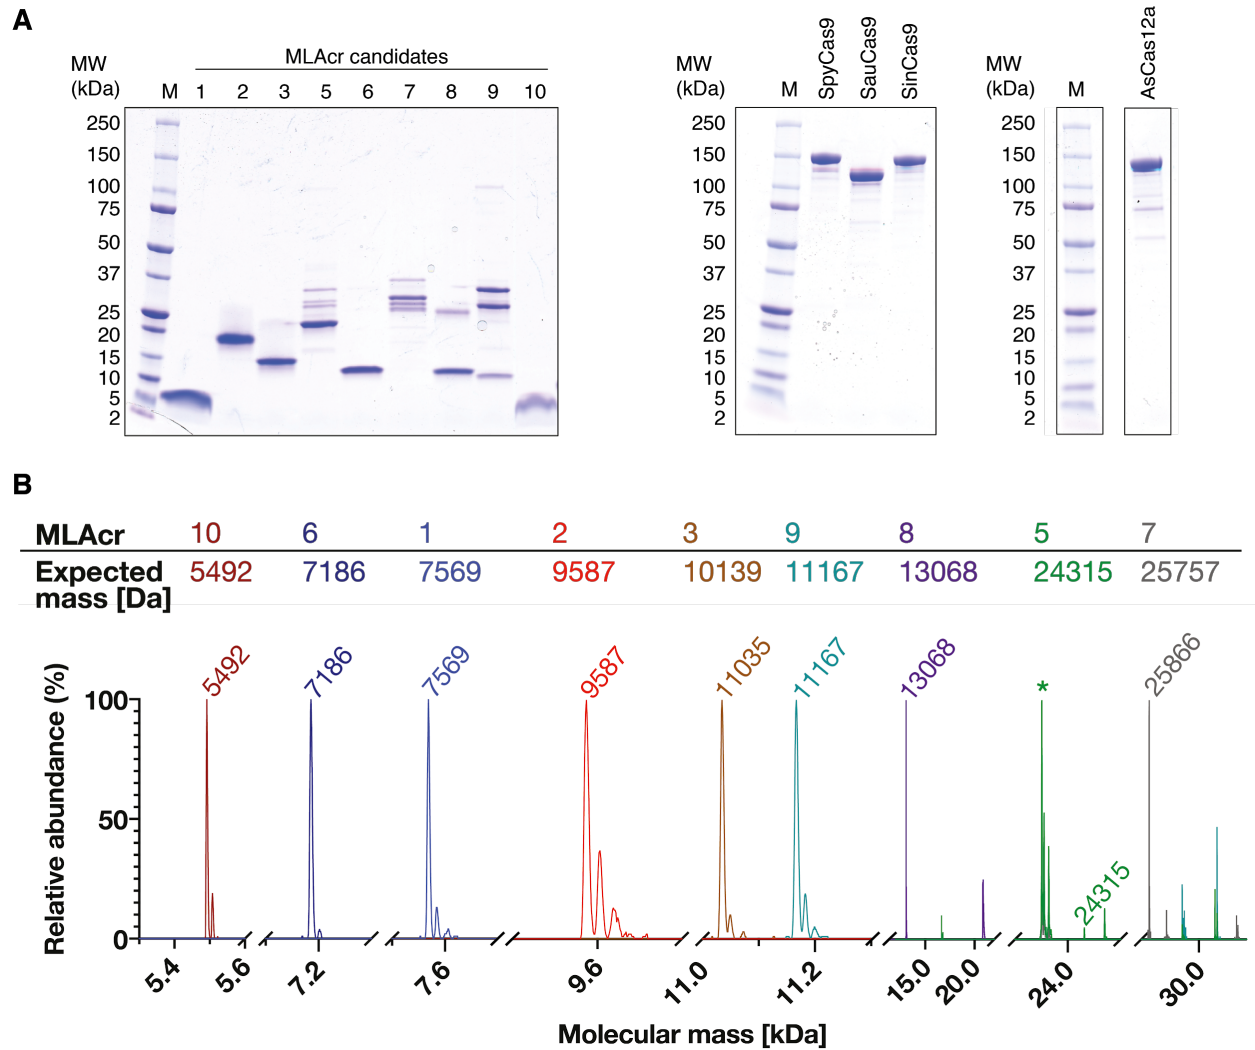 A
MLAcr candidates
MW
(kDa)
M 1 2 3 5 6 7 8 9 10
250
150
100
75
50
37
25
20
15
10
5
2
MW
(kDa)
M SpyCas9 SauCas9 SinCas9
250
150
100
75
50
37
25
20
15
10
5
2
MW
(kDa)
M AsCas12a
250
150
100
75
50
37
25
20
15
10
5
2
B
MLAcr 10 6 1 2 3 9 8 5 7
Expected 5492 7186 7569 9587 10139 11167 13068 24315 25757
mass [Da]
5492 7186 7569 9587 11035 11167 13068 * 24315 25866
Relative abundance (%)
100
50
0
5.4 5.6 7.2 7.6 9.6 11.0 11.2 15.0 20.0 24.0 30.0
Molecular mass [kDa]